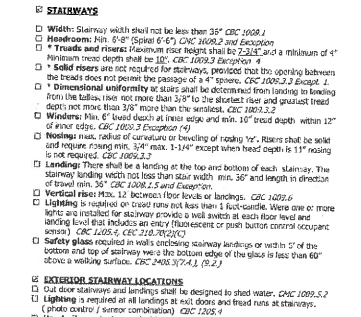 STAIRWAYS
Width: Stairway width shall not be less than 36" CBC 1009.1
Headroom: Min. 6'-8" (Spiral 6'-6") CBC 1009.2 and Exception
* Treads and risers: Maximum riser height shall be 7-3/4" and a minimum of 4"
Minimum tread depth shall be 10". CBC 1009.3 Exception 4
* Solid risers are not required for stairways, provided that the opening between
the treads does not permit the passage of a 4" sphere. CBC 1009.3.3 Except. 1.
* Dimensional uniformity at stairs shall be determined from landing to landing
from the tallest riser not more than 3/8" to the shortest riser and greatest tread
depth not more than 3/8" more than the smallest. CBC 1009.3.2
Winders: Min. 6" tread depth at inner edge and min. 10" tread depth within 12"
of inner edge. CBC 1009.3 Exception (4)
Nosing: max. radius of curvature or beveling of nosing ½". Risers shall be solid
and require nosing min. 3/4" max. 1-1/4" except when tread depth is 11" nosing
is not required. CBC 1009.3.3
Landing: There shall be a landing at the top and bottom of each stairway. The
stairway landing width not less than stair width min. 36" and length in direction
of travel min. 36" CBC 1008.1.5 and Exception.
Vertical rise: Max. 12' between floor levels or landings. CBC 1009.6
Lighting is required on tread runs not less than 1 foot-candle. Were one or more
lights are installed for stairway provide a wall switch at each floor level and
landing level that includes an entry (fluorescent or push button control occupant
sensor) CBC 1205.4, CEC 210.70(2)(C)
Safety glass required in walls enclosing stairway landings or within 5' of the
bottom and top of stairway were the bottom edge of the glass is less than 60"
above a walking surface. CBC 2406.3(7.4.), (9.2.)
EXTERIOR STAIRWAY LOCATIONS
Out door stairways and landings shall be designed to shed water. CMC 1009.5.2
Lighting is required at all landings at exit doors and tread runs at stairways.
(photo control / sensor combination) CBC 1205.4